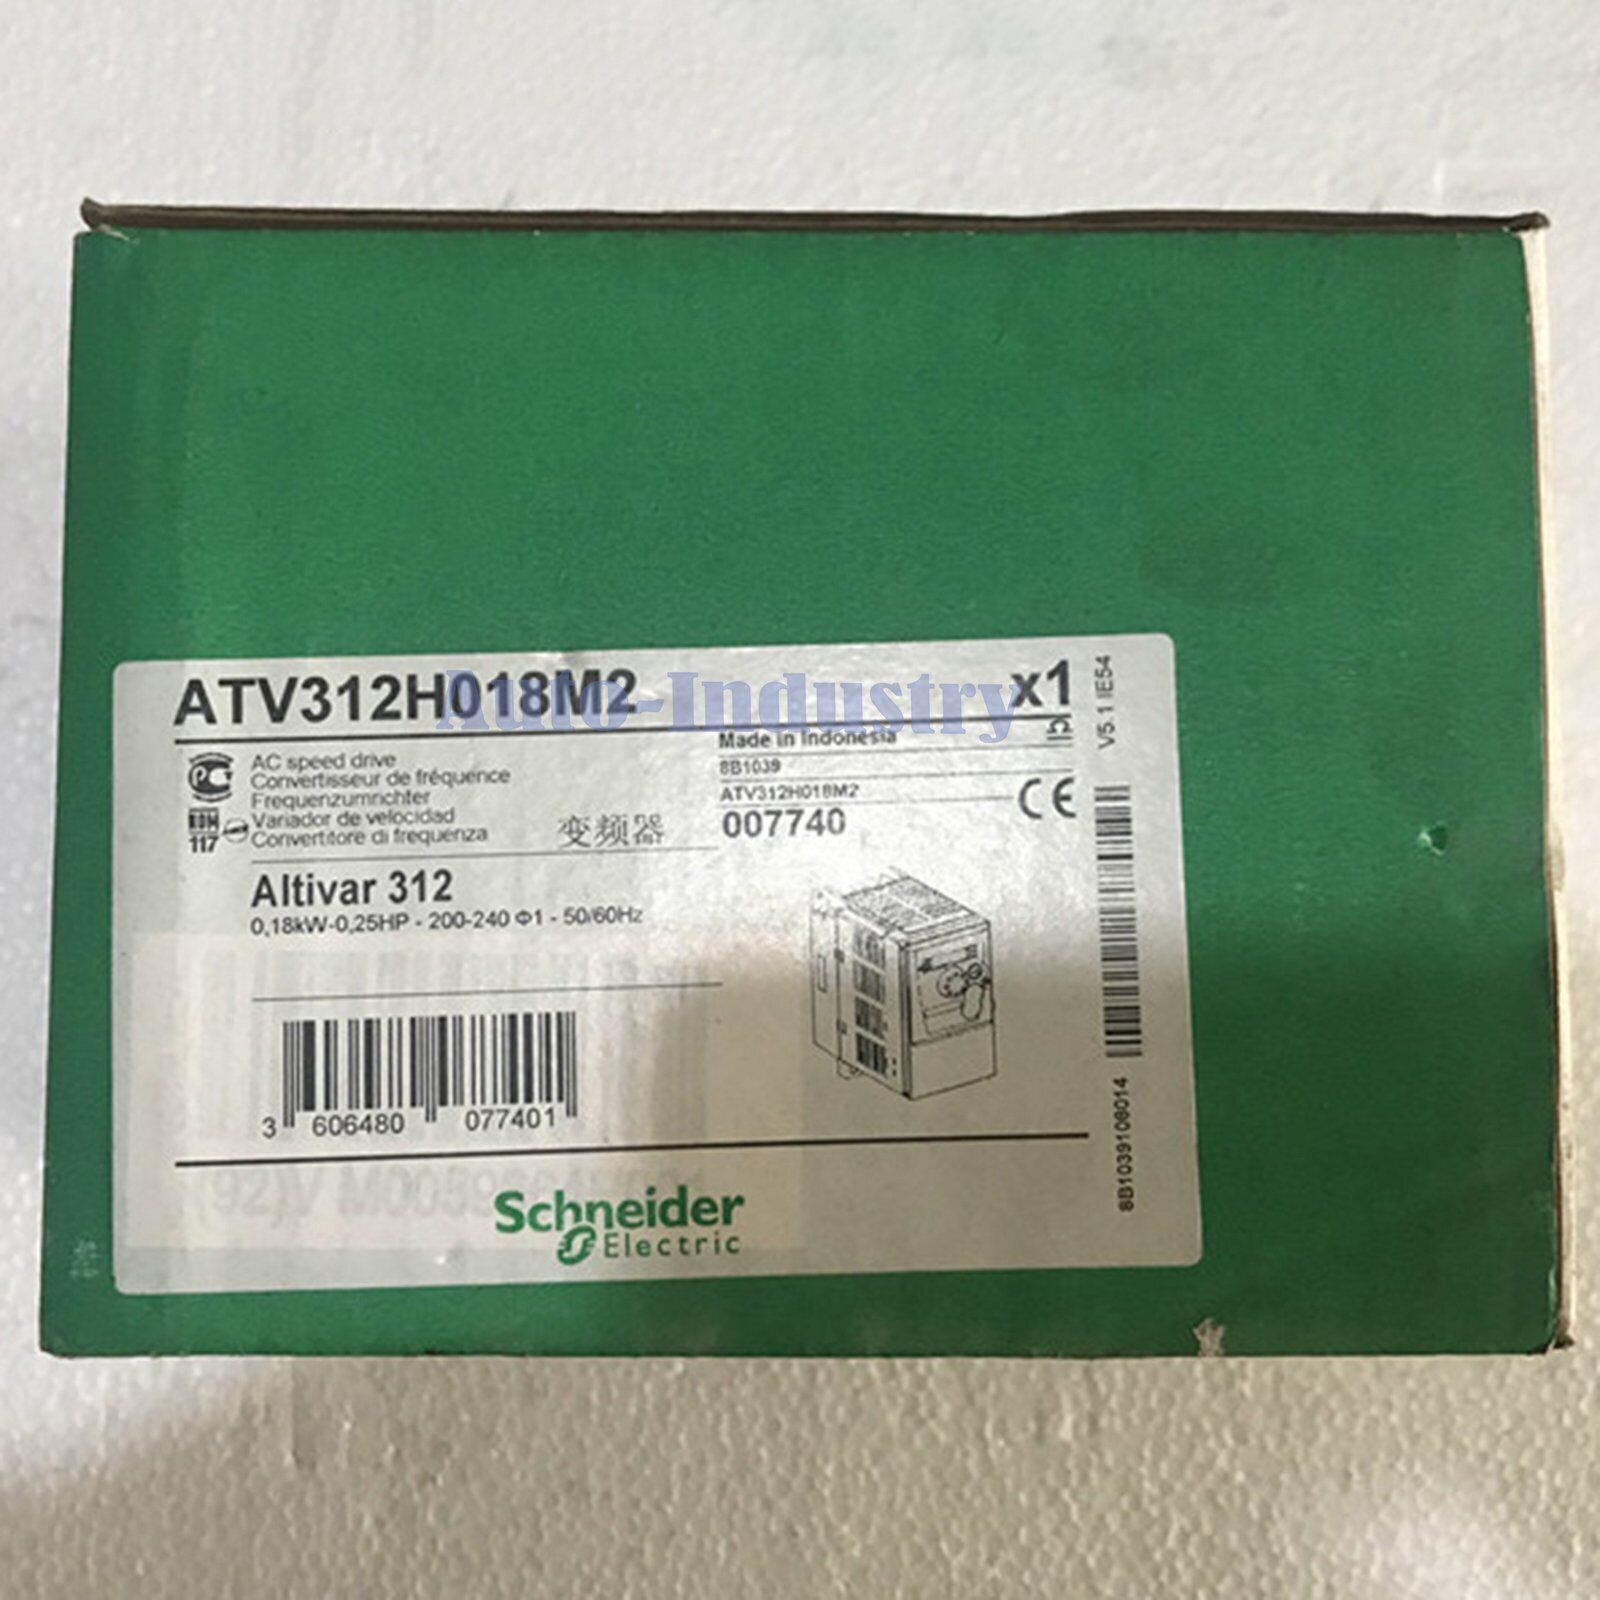 ATV312H018M2 x1
Auto-Industry
AC speed drive
Convertisseur de fréquence
Frequenzumrichter
Variador de velocidad
Convertitore di frequenza
变频器
117
Made in Indonesia
8B1039
ATV312H018M2
007740
CE
Altivar 312
0,18kW-0,25HP - 200-240 Φ1 - 50/60Hz
3 606480 077401
Schneider
Electric
V5.1 IE54
8B1039106014